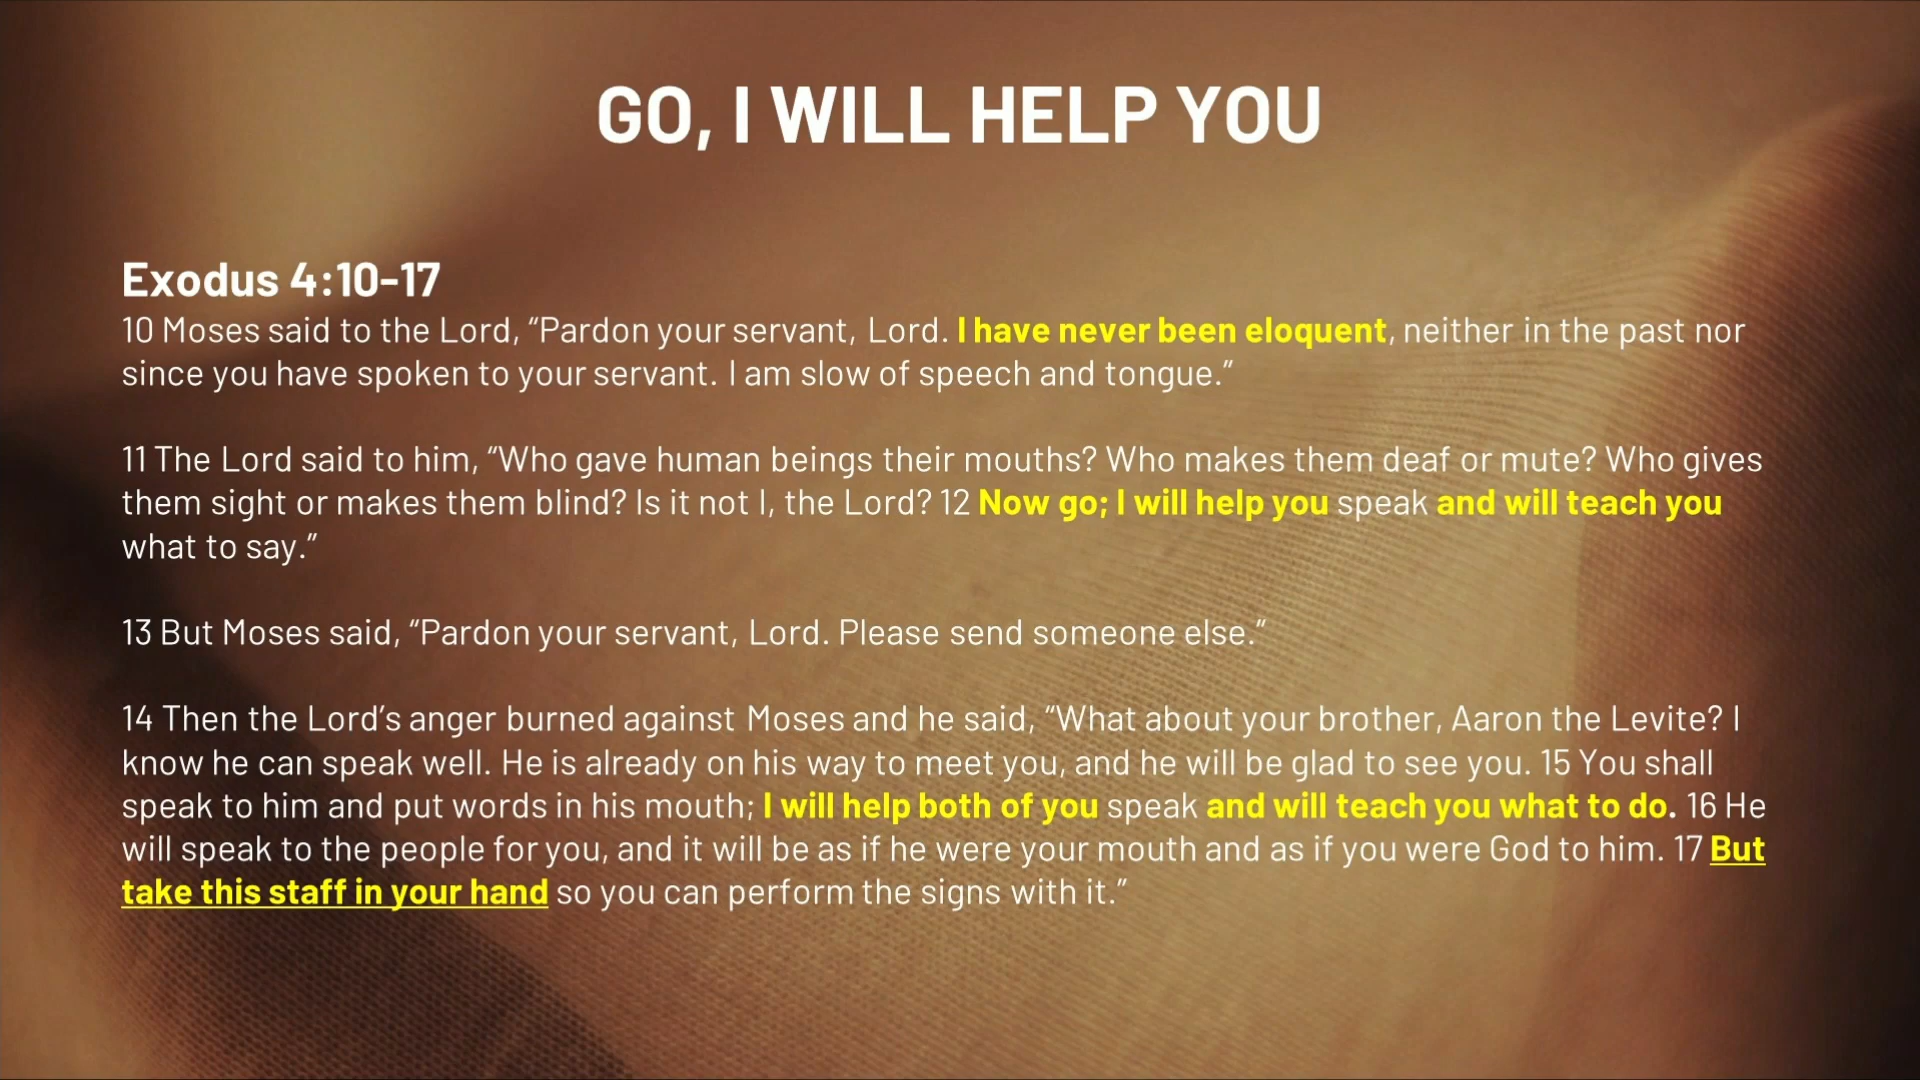 GO, I WILL HELP YOU
Exodus 4:10-17
10 Moses said to the Lord, “Pardon your servant, Lord. I have never been eloquent, neither in the past nor
since you have spoken to your servant. I am slow of speech and tongue.”
11 The Lord said to him, “Who gave human beings their mouths? Who makes them deaf or mute? Who gives
them sight or makes them blind? Is it not I, the Lord? 12 Now go; I will help you speak and will teach you
what to say.”
13 But Moses said, “Pardon your servant, Lord. Please send someone else.”
14 Then the Lord’s anger burned against Moses and he said, “What about your brother, Aaron the Levite? I
know he can speak well. He is already on his way to meet you, and he will be glad to see you. 15 You shall
speak to him and put words in his mouth; I will help both of you speak and will teach you what to do. 16 He
will speak to the people for you, and it will be as if he were your mouth and as if you were God to him. 17 But
take this staff in your hand so you can perform the signs with it.”